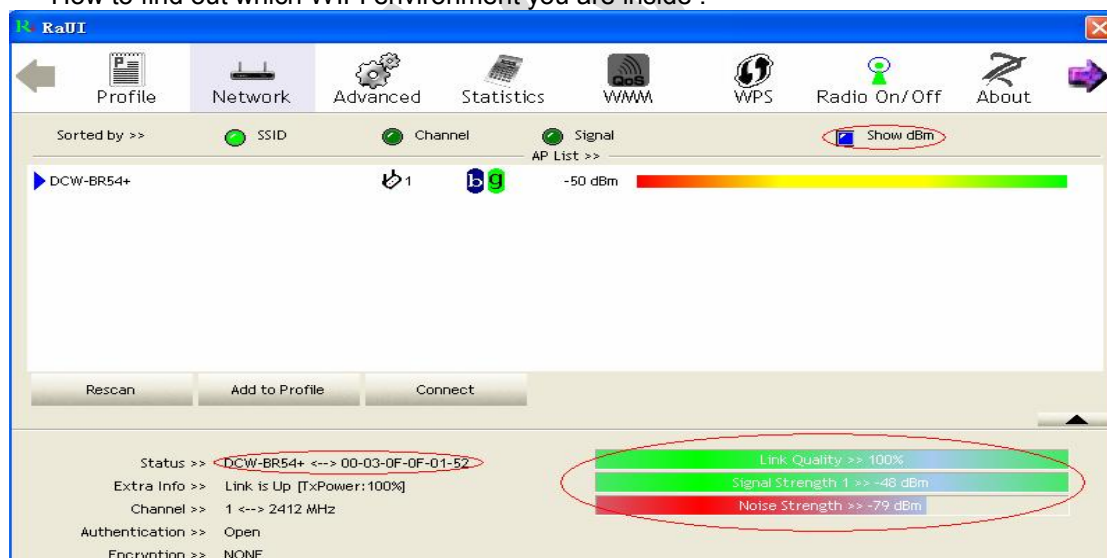 How to find out which WIFI environment you are inside .
RaUI
Profile Network Advanced Statistics QoS WMM WPS Radio On/Off About
Sorted by >> SSID Channel Signal Show dBm
AP List >>
DCW-BR54+ 1 b g -50 dBm
Rescan Add to Profile Connect
Status >> DCW-BR54+ <--> 00-03-0F-0F-01-52
Link Quality >> 100%
Extra Info >> Link is Up [TxPower:100%]
Signal Strength 1 >> -48 dBm
Channel >> 1 <--> 2412 MHz
Noise Strength >> -79 dBm
Authentication >> Open
Encryption >> NONE